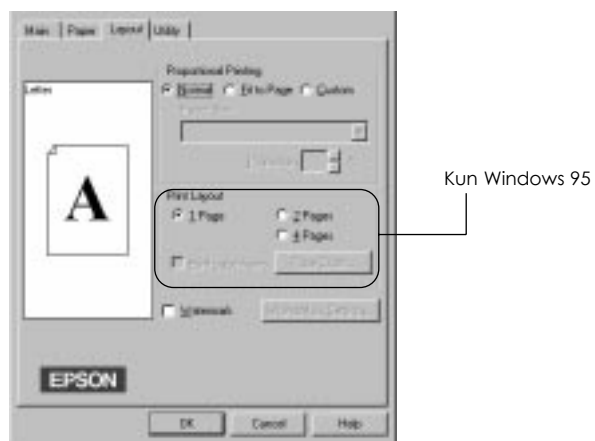 Main Paper Layout Utility
Letter
A
Proportional Printing
Normal Fit to Page Custom
Print Layout
1 Page 2 Pages
4 Pages
Watermark
EPSON
OK Cancel Help
Kun Windows 95